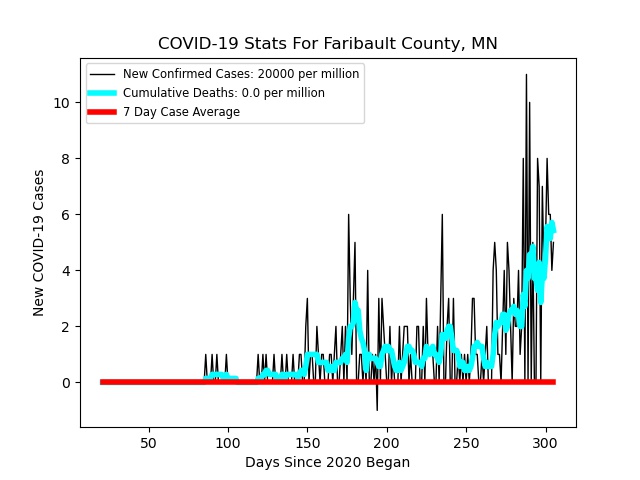 COVID-19 Stats For Faribault County, MN
New Confirmed Cases: 20000 per million
Cumulative Deaths: 0.0 per million
7 Day Case Average
New COVID-19 Cases
10
8
6
4
2
0
50 100 150 200 250 300
Days Since 2020 Began